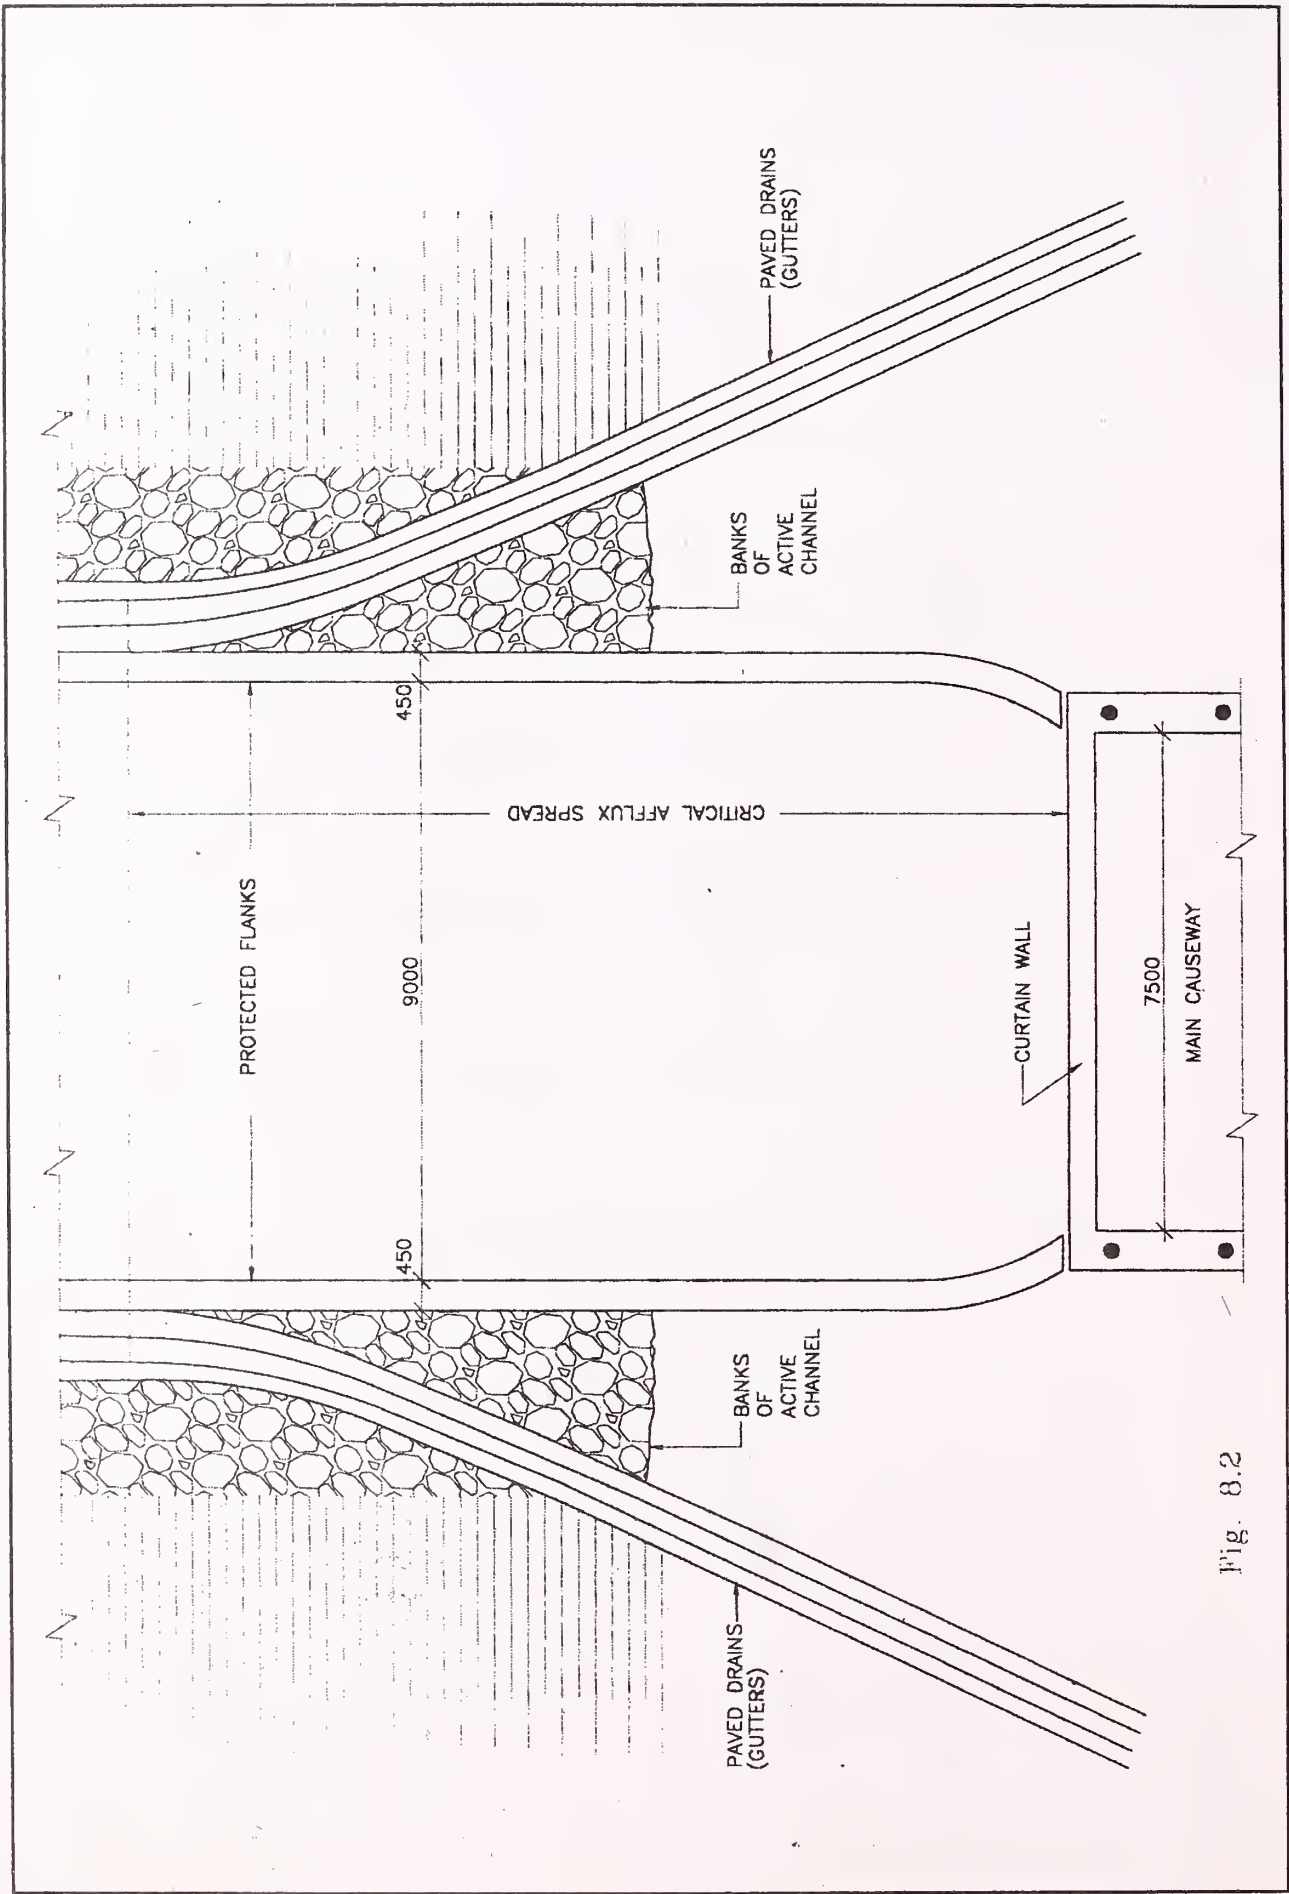 PAVED DRAINS
(GUTTERS)
BANKS
OF
ACTIVE
CHANNEL
450
PROTECTED FLANKS
9000
CRITICAL AFFLUX SPREAD
450
CURTAIN WALL
7500
MAIN CAUSEWAY
BANKS
OF
ACTIVE
CHANNEL
PAVED DRAINS
(GUTTERS)
Fig. 8.2